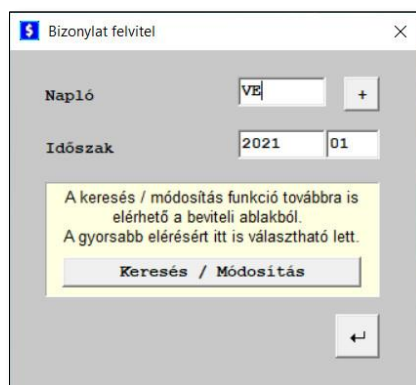 Bizonylat felvitel
Napló VE +
Időszak 2021 01
A keresés / módosítás funkció továbbra is
elérhető a beviteli ablakból.
A gyorsabb elérésért itt is választható lett.
Keresés / Módosítás